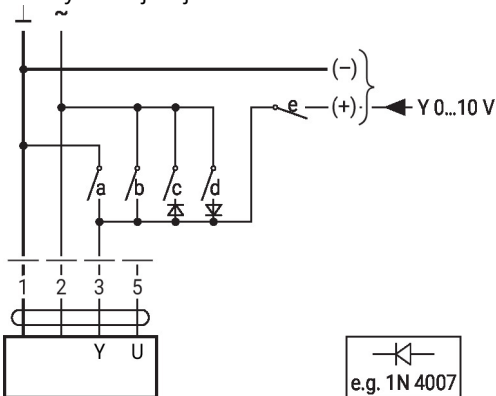 ⊥ ~
(–)
e (+) Y 0...10 V
a b c d
1 2 3 5
Y U
e.g. 1N 4007